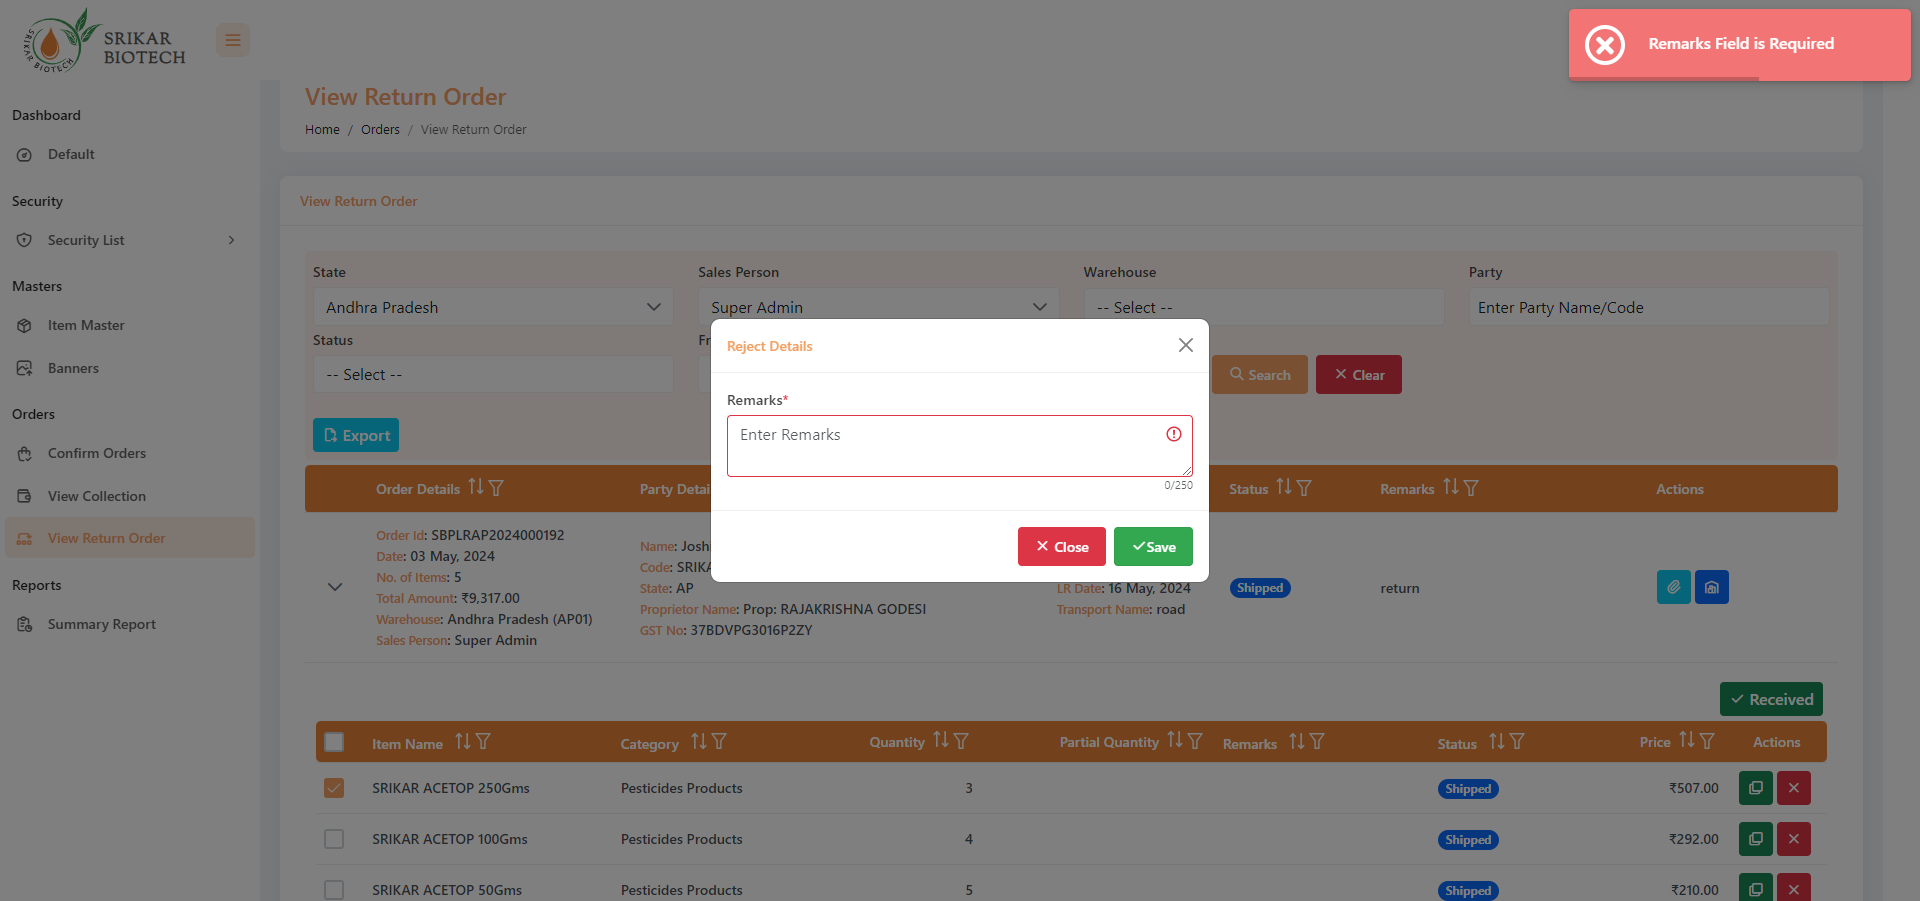 SRIKAR
BIOTECH
SRIKAR BIOTECH
Remarks Field is Required
Dashboard
Default
Security
Security List
Masters
Item Master
Banners
Orders
Confirm Orders
View Collection
View Return Order
Reports
Summary Report
View Return Order
Home / Orders / View Return Order
View Return Order
State
Sales Person
Warehouse
Party
Andhra Pradesh
Super Admin
-- Select --
Enter Party Name/Code
Status
Fr
-- Select --
Search
Clear
Export
Reject Details
Remarks*
Enter Remarks
0/250
Close
Save
Order Details
Party Detai
Status
Remarks
Actions
Order Id: SBPLRAP2024000192
Date: 03 May, 2024
No. of Items: 5
Total Amount: ₹9,317.00
Warehouse: Andhra Pradesh (AP01)
Sales Person: Super Admin
Name: Josh
Code: SRIKA
State: AP
Proprietor Name: Prop: RAJAKRISHNA GODESI
GST No: 37BDVPG3016P2ZY
LR Date: 16 May, 2024
Transport Name: road
Shipped
return
Received
Item Name
Category
Quantity
Partial Quantity
Remarks
Status
Price
Actions
SRIKAR ACETOP 250Gms Pesticides Products 3 Shipped ₹507.00
SRIKAR ACETOP 100Gms Pesticides Products 4 Shipped ₹292.00
SRIKAR ACETOP 50Gms Pesticides Products 5 Shipped ₹210.00